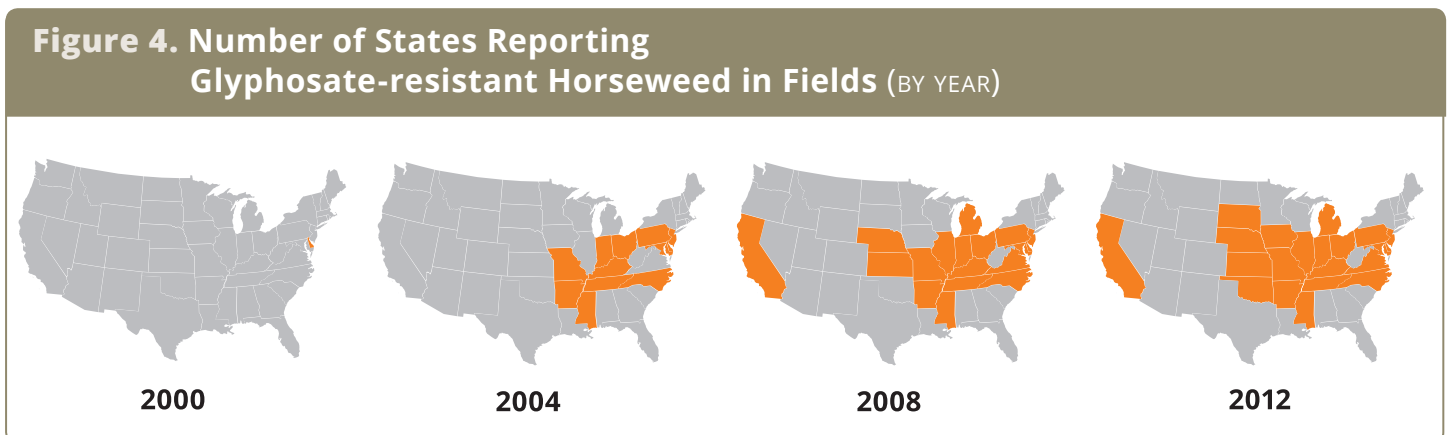 Figure 4. Number of States Reporting
Glyphosate-resistant Horseweed in Fields (BY YEAR)
2000
2004
2008
2012